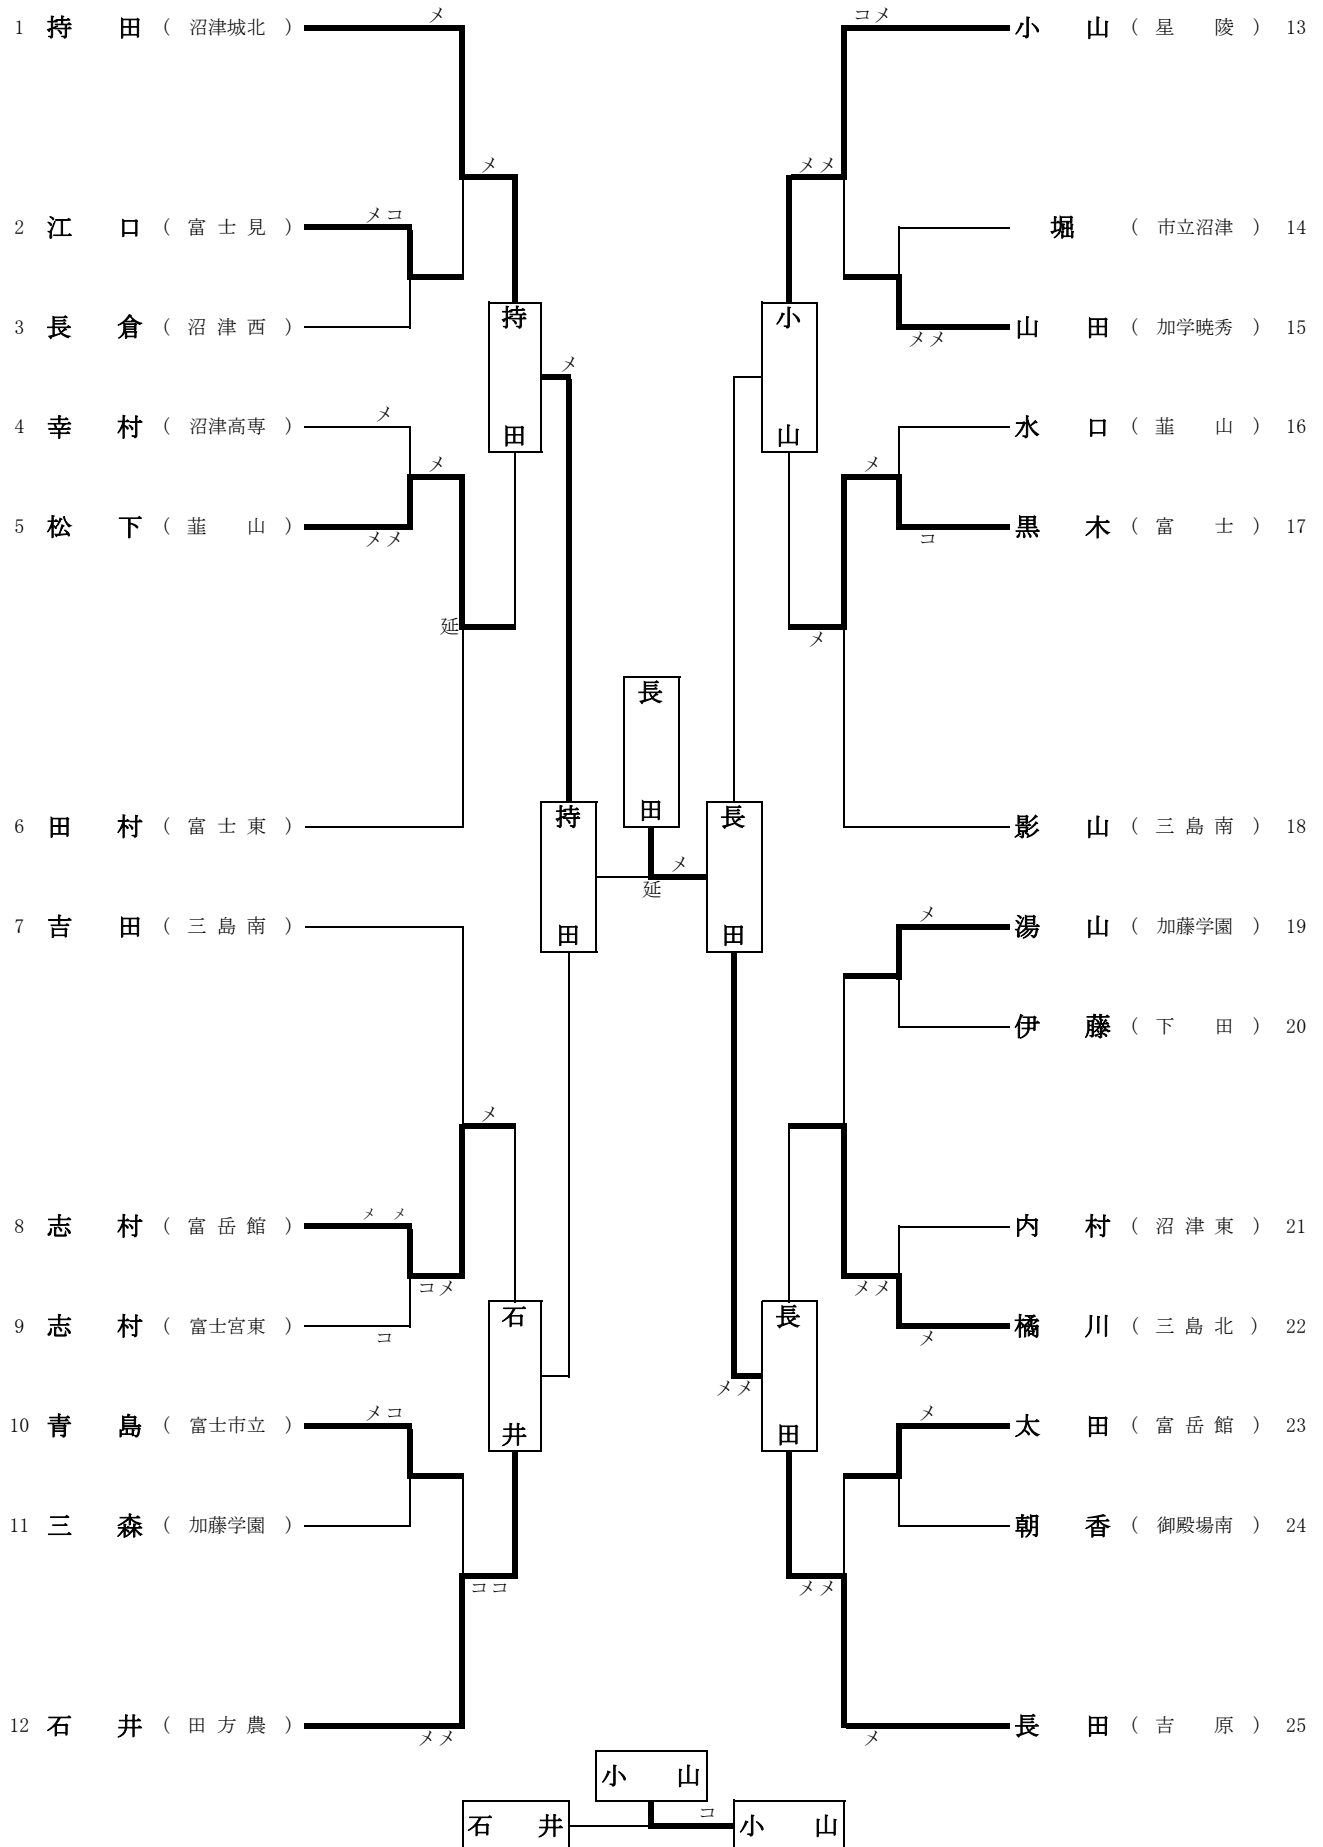 メ
コメ
1 持田 （ 沼津城北 ）
小山 （ 星陵 ） 13
メ
メメ
メコ
2 江口 （ 富士見 ）
堀 （ 市立沼津 ） 14
3 長倉 （ 沼津西 ）
持田
小山
山田 （ 加学暁秀 ） 15
メメ
メ
メ
4 幸村 （ 沼津高専 ）
水口 （ 韮山 ） 16
メ
メ
5 松下 （ 韮山 ）
黒木 （ 富士 ） 17
メメ
コ
延
メ
長田
6 田村 （ 富士東 ）
持田
長田
影山 （ 三島南 ） 18
メ
延
メ
7 吉田 （ 三島南 ）
湯山 （ 加藤学園 ） 19
伊藤 （ 下田 ） 20
メ
メ メ
8 志村 （ 富岳館 ）
内村 （ 沼津東 ） 21
コメ
メメ
9 志村 （ 富士宮東 ）
石井
長田
橘川 （ 三島北 ） 22
コ
メ
メメ
メコ
メ
10 青島 （ 富士市立 ）
太田 （ 富岳館 ） 23
11 三森 （ 加藤学園 ）
朝香 （ 御殿場南 ） 24
ココ
メメ
12 石井 （ 田方農 ）
長田 （ 吉原 ） 25
メメ
メ
小山
コ
石井
小山